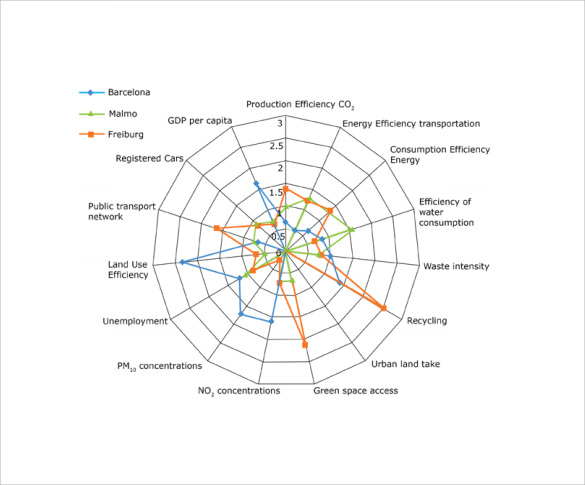 Barcelona
Malmo
Freiburg
Production Efficiency CO2
Energy Efficiency transportation
Consumption Efficiency
Energy
Efficiency of
water
consumption
Waste intensity
Recycling
Urban land take
Green space access
NO2 concentrations
PM10 concentrations
Unemployment
Land Use
Efficiency
Public transport
network
Registered Cars
GDP per capita
3
2.5
2
1.5
1
0.5
0